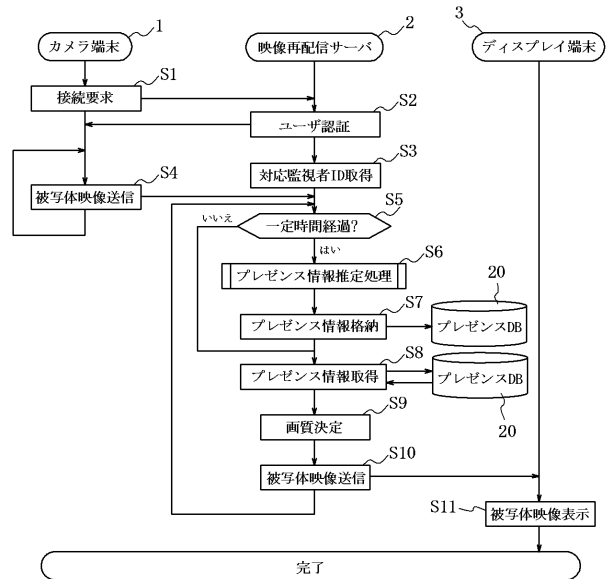 1
2
3
カメラ端末
映像再配信サーバ
ディスプレイ端末
S1
接続要求
S2
ユーザ認証
S3
対応監視者ID取得
S4
被写体映像送信
S5
一定時間経過?
いいえ
はい
S6
プレゼンス情報推定処理
S7
プレゼンス情報格納
20
プレゼンスDB
S8
プレゼンス情報取得
プレゼンスDB
20
S9
画質決定
S10
被写体映像送信
S11
被写体映像表示
完了